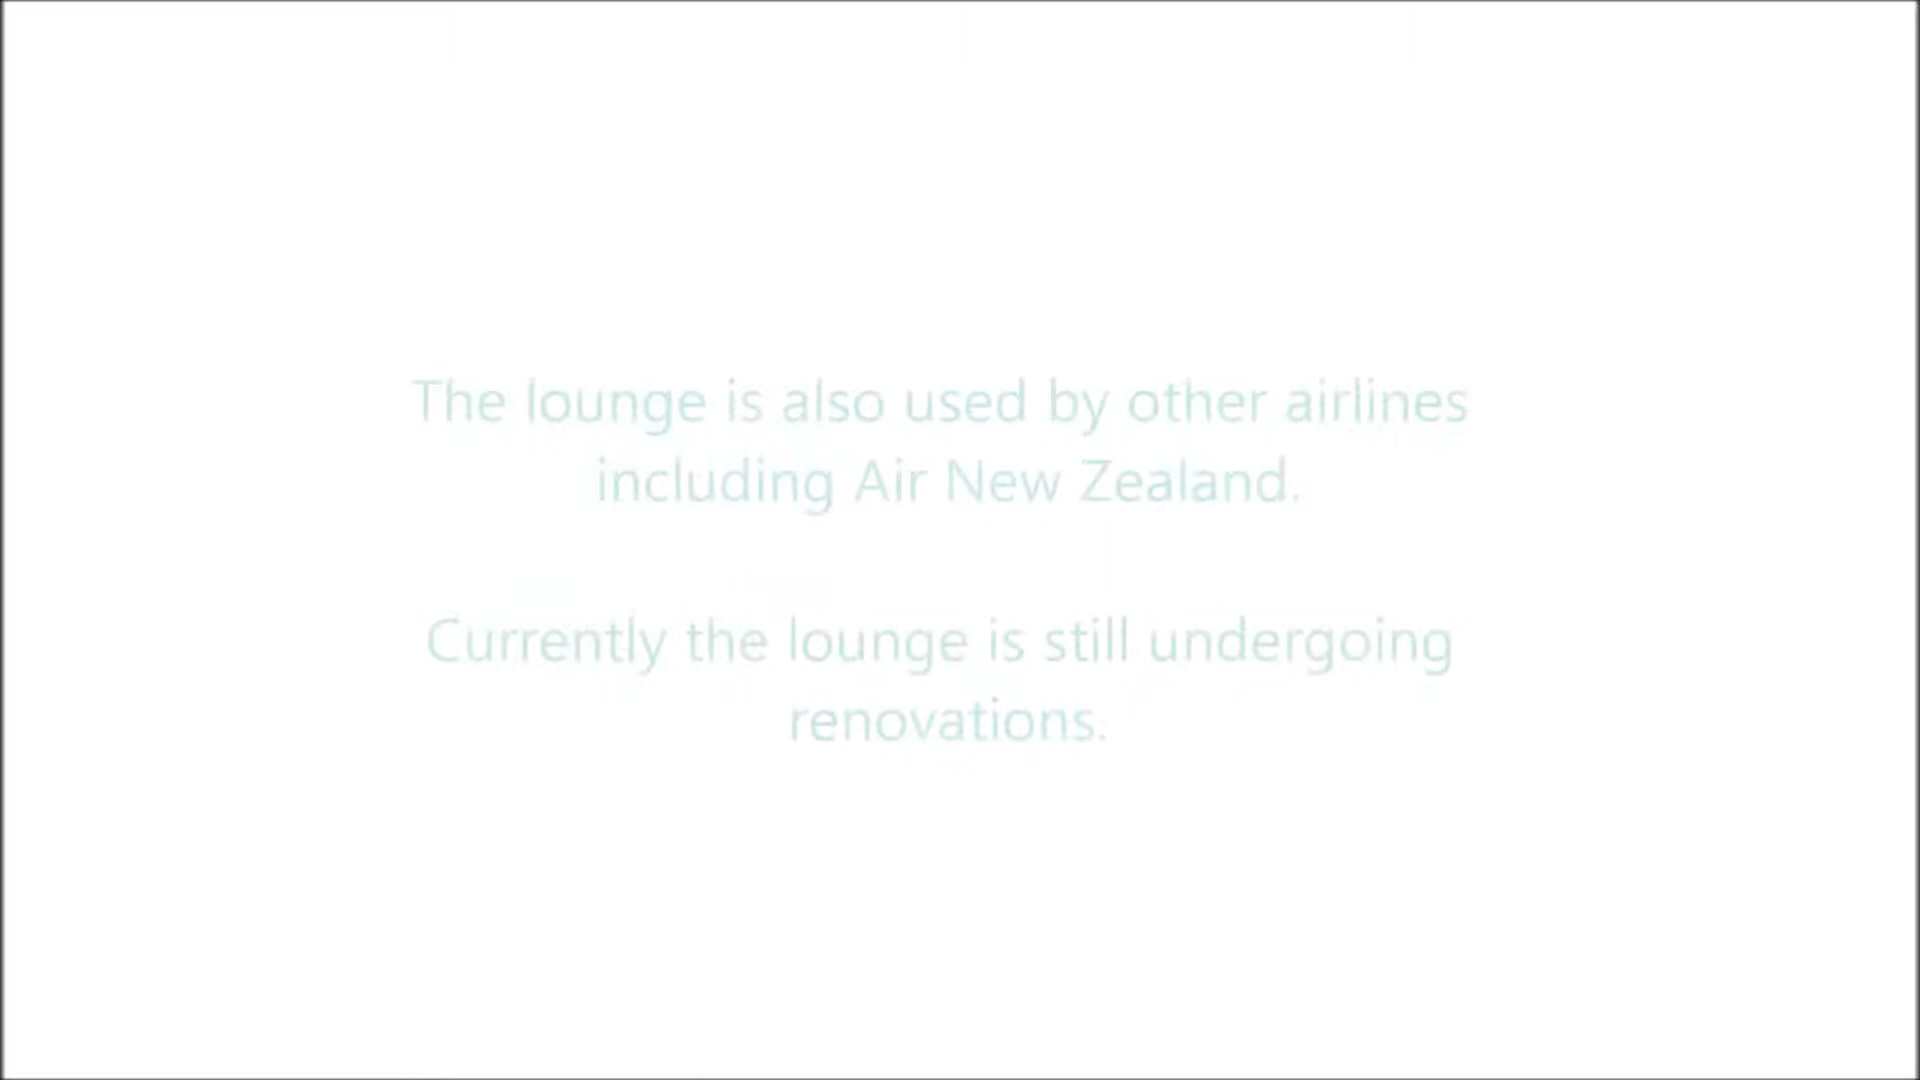 The lounge is also used by other airlines
including Air New Zealand.
Currently the lounge is still undergoing
renovations.